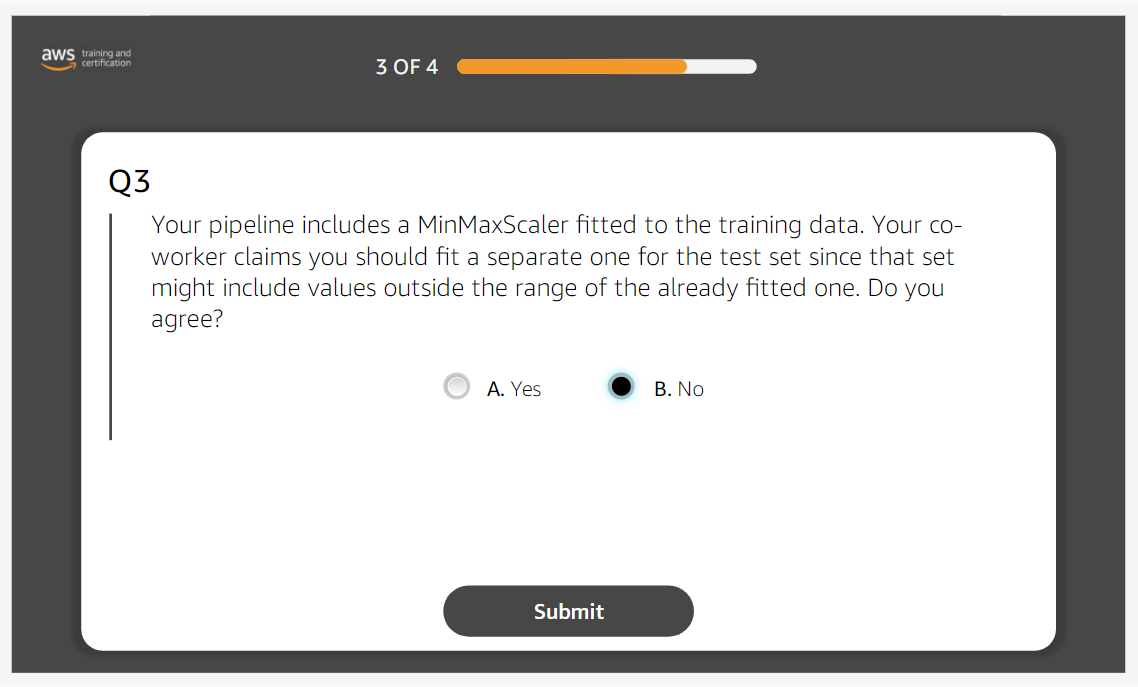 aws training and
certification
3 OF 4
Q3
Your pipeline includes a MinMaxScaler fitted to the training data. Your co-
worker claims you should fit a separate one for the test set since that set
might include values outside the range of the already fitted one. Do you
agree?
A. Yes B. No
Submit